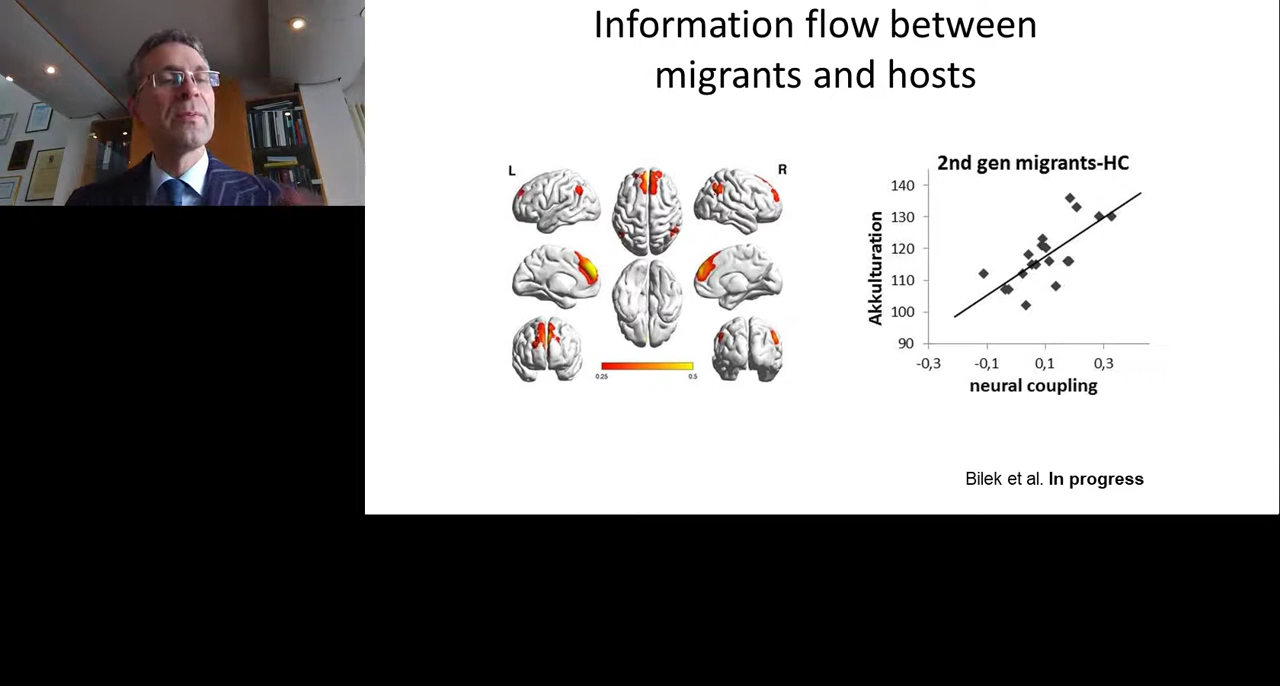 Information flow between
migrants and hosts
L
R
0.25
0.5
2nd gen migrants-HC
Akkulturation
140
130
120
110
100
90
-0,3
-0,1
0,1
0,3
neural coupling
Bilek et al. In progress